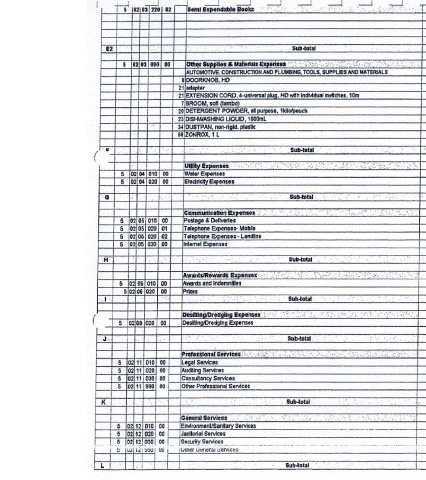 5 02 03 220 02 Semi Expendable Books
E2 Sub-total
5 02 03 990 00 Other Supplies & Materials Expenses
AUTOMOTIVE, CONSTRUCTION AND PLUMBING, TOOLS, SUPPLIES AND MATERIALS
8 DOORKNOB, HD
21 adapter
21 EXTENSION CORD, 4-universal plug, HD with individual switches, 10m
7 BROOM, soft (tambo)
20 DETERGENT POWDER, all purpose, 1kilo/pouch
23 DISHWASHING LIQUID, 1000mL
34 DUSTPAN, non-rigid, plastic
66 ZONROX, 1 L
Sub-total
Utility Expenses
5 02 04 010 00 Water Expenses
5 02 04 020 00 Electricity Expenses
G Sub-total
Communication Expenses
5 02 05 010 00 Postage & Deliveries
5 02 05 020 01 Telephone Expenses- Mobile
5 02 05 020 02 Telephone Expenses - Landline
5 02 05 030 00 Internet Expenses
H Sub-total
Awards/Rewards Expenses
5 02 06 010 00 Awards and Indemnities
5 02 06 020 00 Prizes
I Sub-total
Desilting/Dredging Expenses
5 02 08 020 00 Desilting/Dredging Expenses
J Sub-total
Professional Services
5 02 11 010 00 Legal Services
5 02 11 020 00 Auditing Services
5 02 11 030 00 Consultancy Services
5 02 11 990 00 Other Professional Services
K Sub-total
General Services
5 02 12 010 00 Environment/Sanitary Services
5 02 12 020 00 Janitorial Services
5 02 12 030 00 Security Services
5 02 12 990 00 Other General Services
L Sub-total